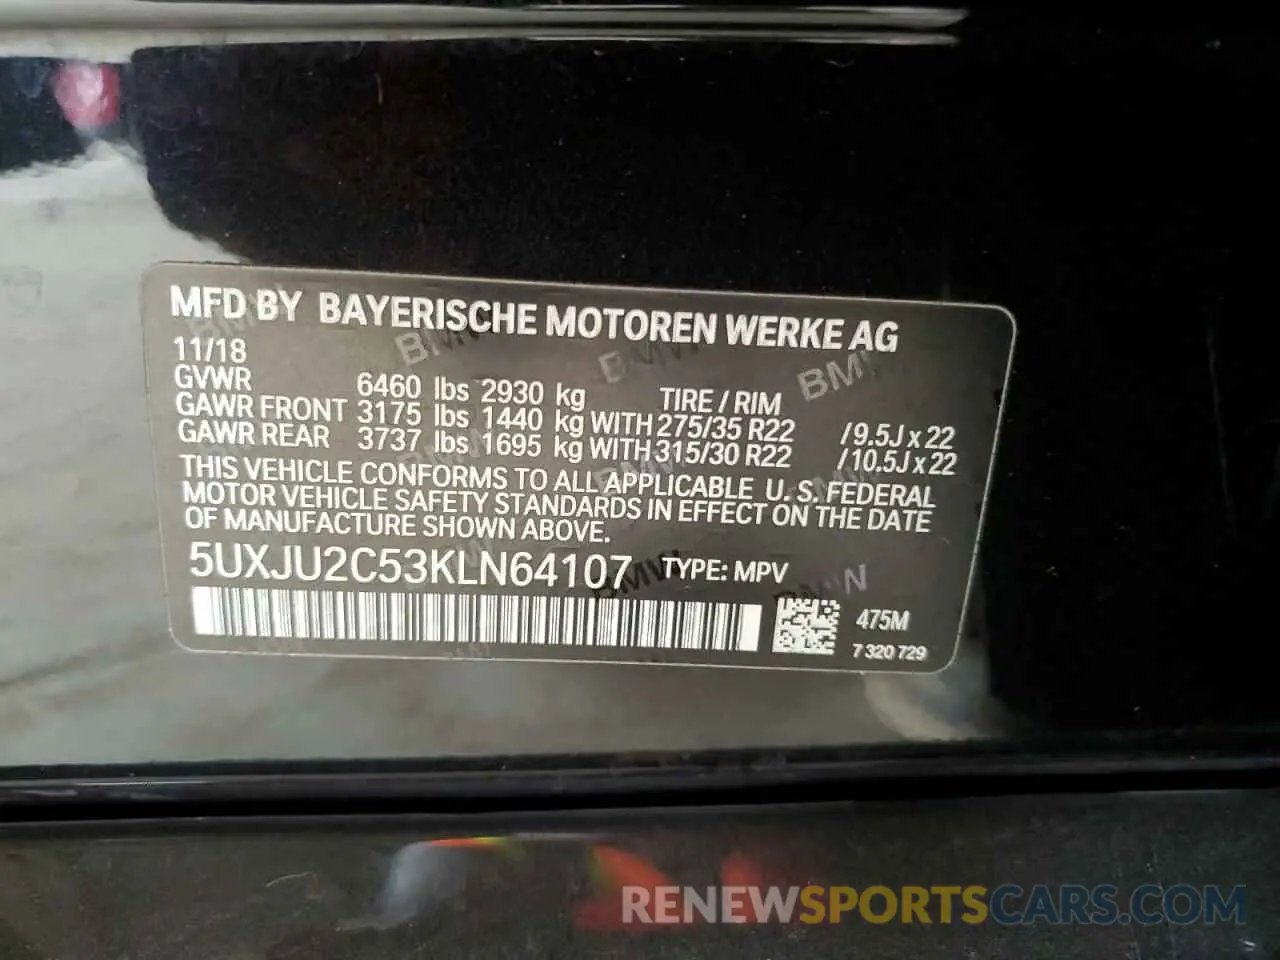 MFD BY BAYERISCHE MOTOREN WERKE AG
11/18
GVWR 6460 lbs 2930 kg TIRE / RIM
GAWR FRONT 3175 lbs 1440 kg WITH 275/35 R22 /9.5J x 22
GAWR REAR 3737 lbs 1695 kg WITH 315/30 R22 /10.5J x 22
THIS VEHICLE CONFORMS TO ALL APPLICABLE U. S. FEDERAL
MOTOR VEHICLE SAFETY STANDARDS IN EFFECT ON THE DATE
OF MANUFACTURE SHOWN ABOVE.
5UXJU2C53KLN64107 TYPE: MPV
475M
7 320 729
RENEWSPORTSCARS.COM